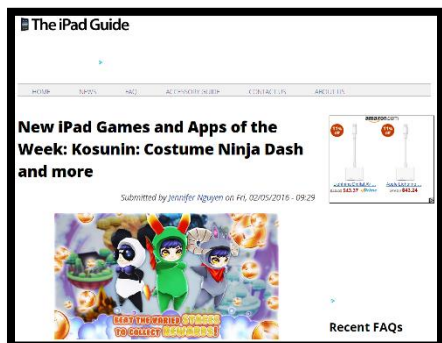 The iPad Guide
HOME NEWS FAQ ACCESSORY GUIDE CONTACT US ABOUT US
New iPad Games and Apps of the
Week: Kosunin: Costume Ninja Dash
and more
Submitted by Jennifer Nguyen on Fri, 02/05/2016 - 09:29
amazon.com
BEAT THE VARIED STAGES
TO COLLECT REWARDS!
Recent FAQs